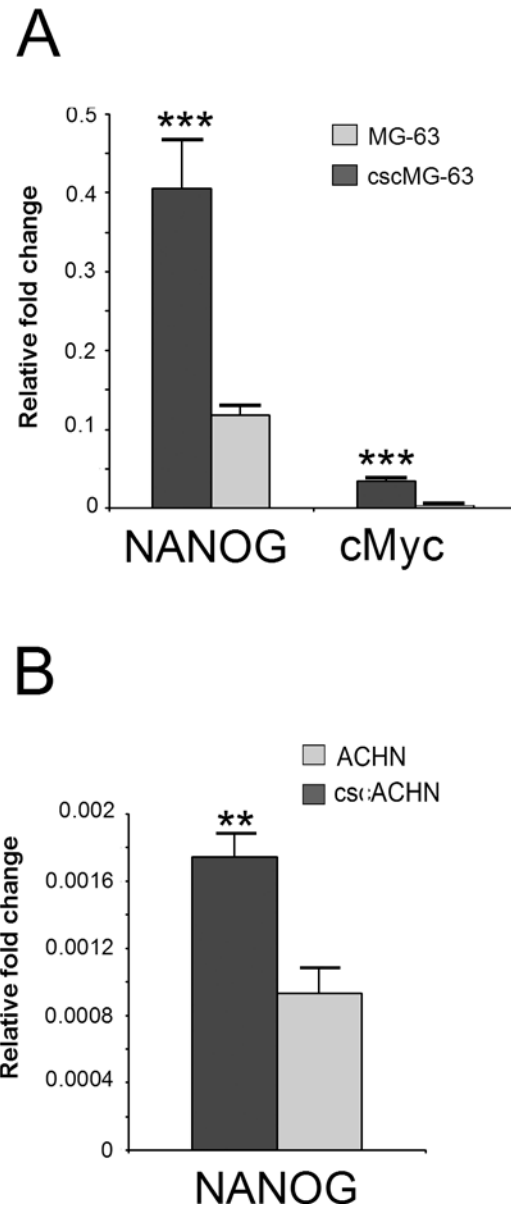 A
0.5
***
MG-63
cscMG-63
0.4
0.3
0.2
0.1
***
0
Relative fold change
NANOG
cMyc
B
ACHN
cscACHN
0.002
**
0.0016
0.0012
0.0008
0.0004
0
Relative fold change
NANOG